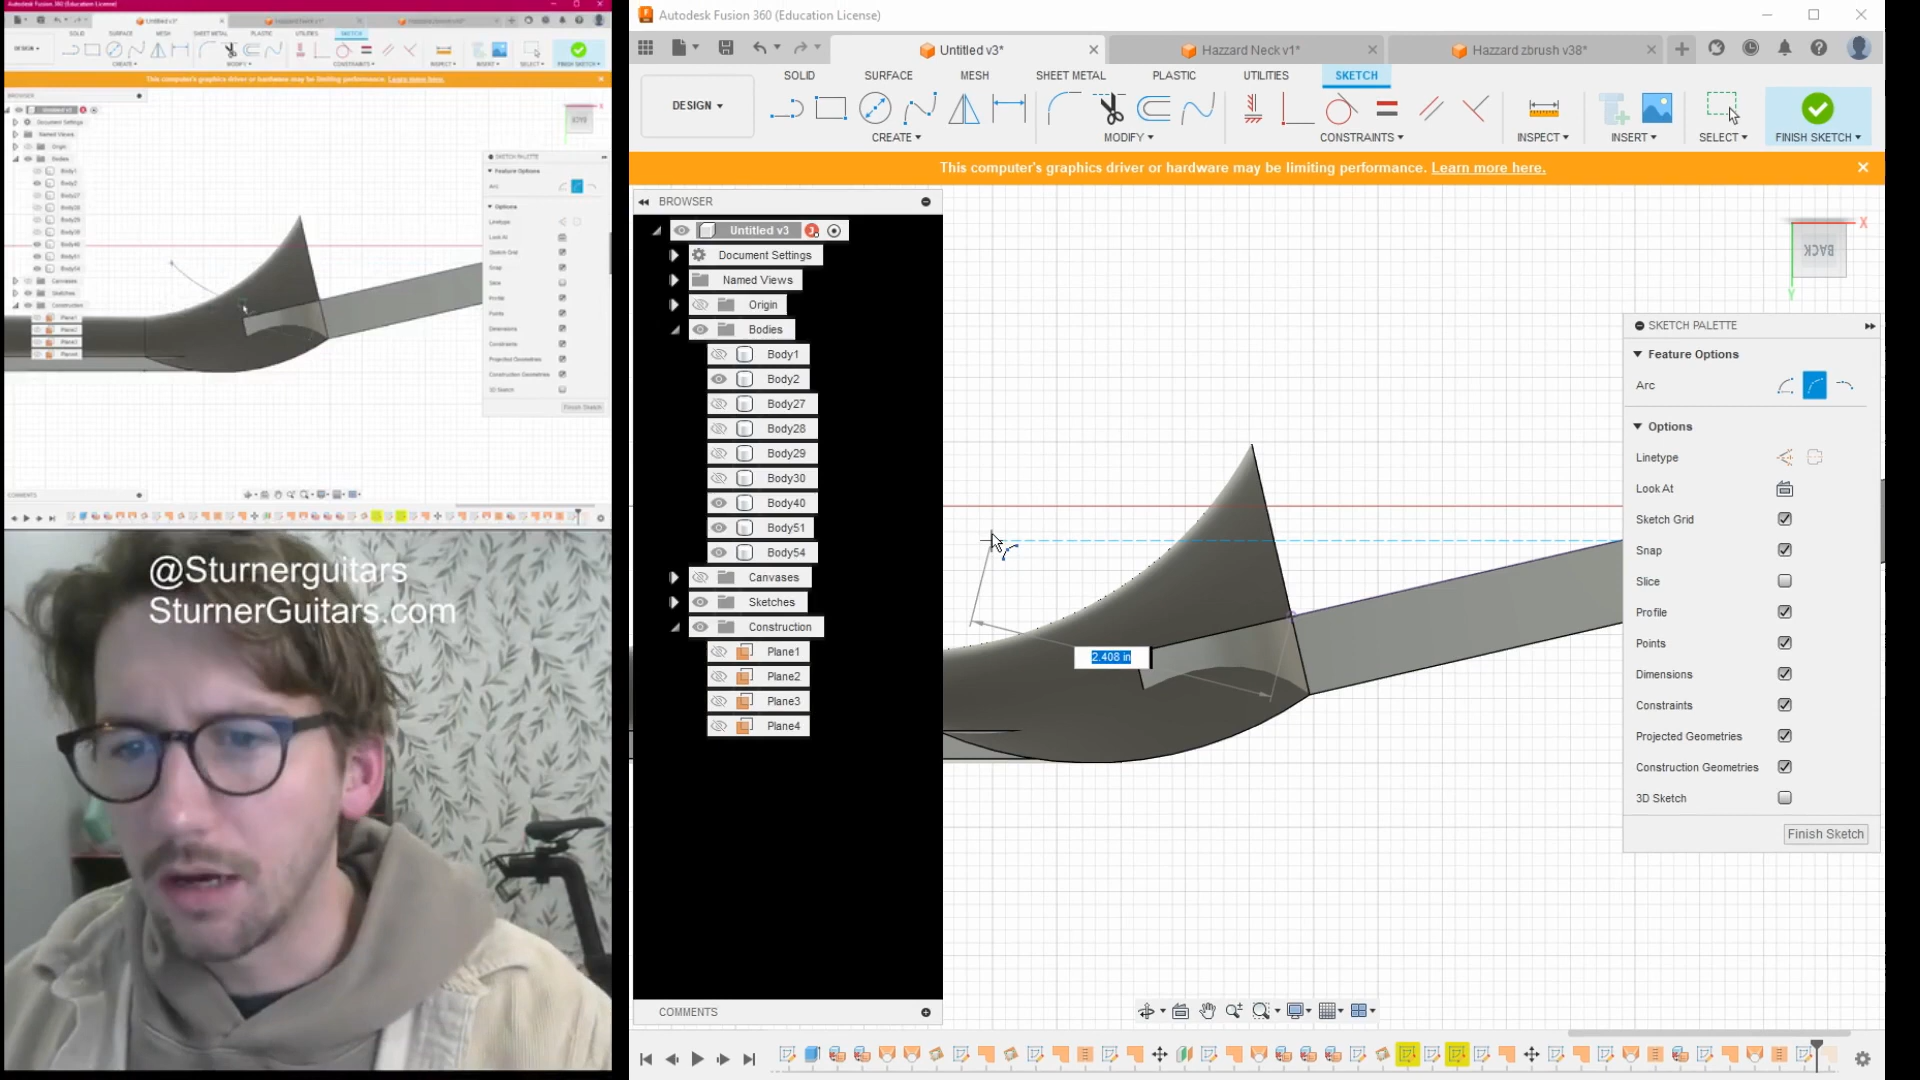 @Sturnerguitars
SturnerGuitars.com
Autodesk Fusion 360 (Education License)
Untitled v3*
Hazzard Neck v1*
Hazzard zbrush v38*
DESIGN
SOLID
SURFACE
MESH
SHEET METAL
PLASTIC
UTILITIES
SKETCH
CREATE
MODIFY
CONSTRAINTS
INSPECT
INSERT
SELECT
FINISH SKETCH
This computer's graphics driver or hardware may be limiting performance. Learn more here.
BROWSER
Untitled v3
Document Settings
Named Views
Origin
Bodies
Body1
Body2
Body27
Body28
Body29
Body30
Body40
Body51
Body54
Canvases
Sketches
Construction
Plane1
Plane2
Plane3
Plane4
COMMENTS
2.408 in
BACK
X
Y
SKETCH PALETTE
Feature Options
Arc
Options
Linetype
Look At
Sketch Grid
Snap
Slice
Profile
Points
Dimensions
Constraints
Projected Geometries
Construction Geometries
3D Sketch
Finish Sketch